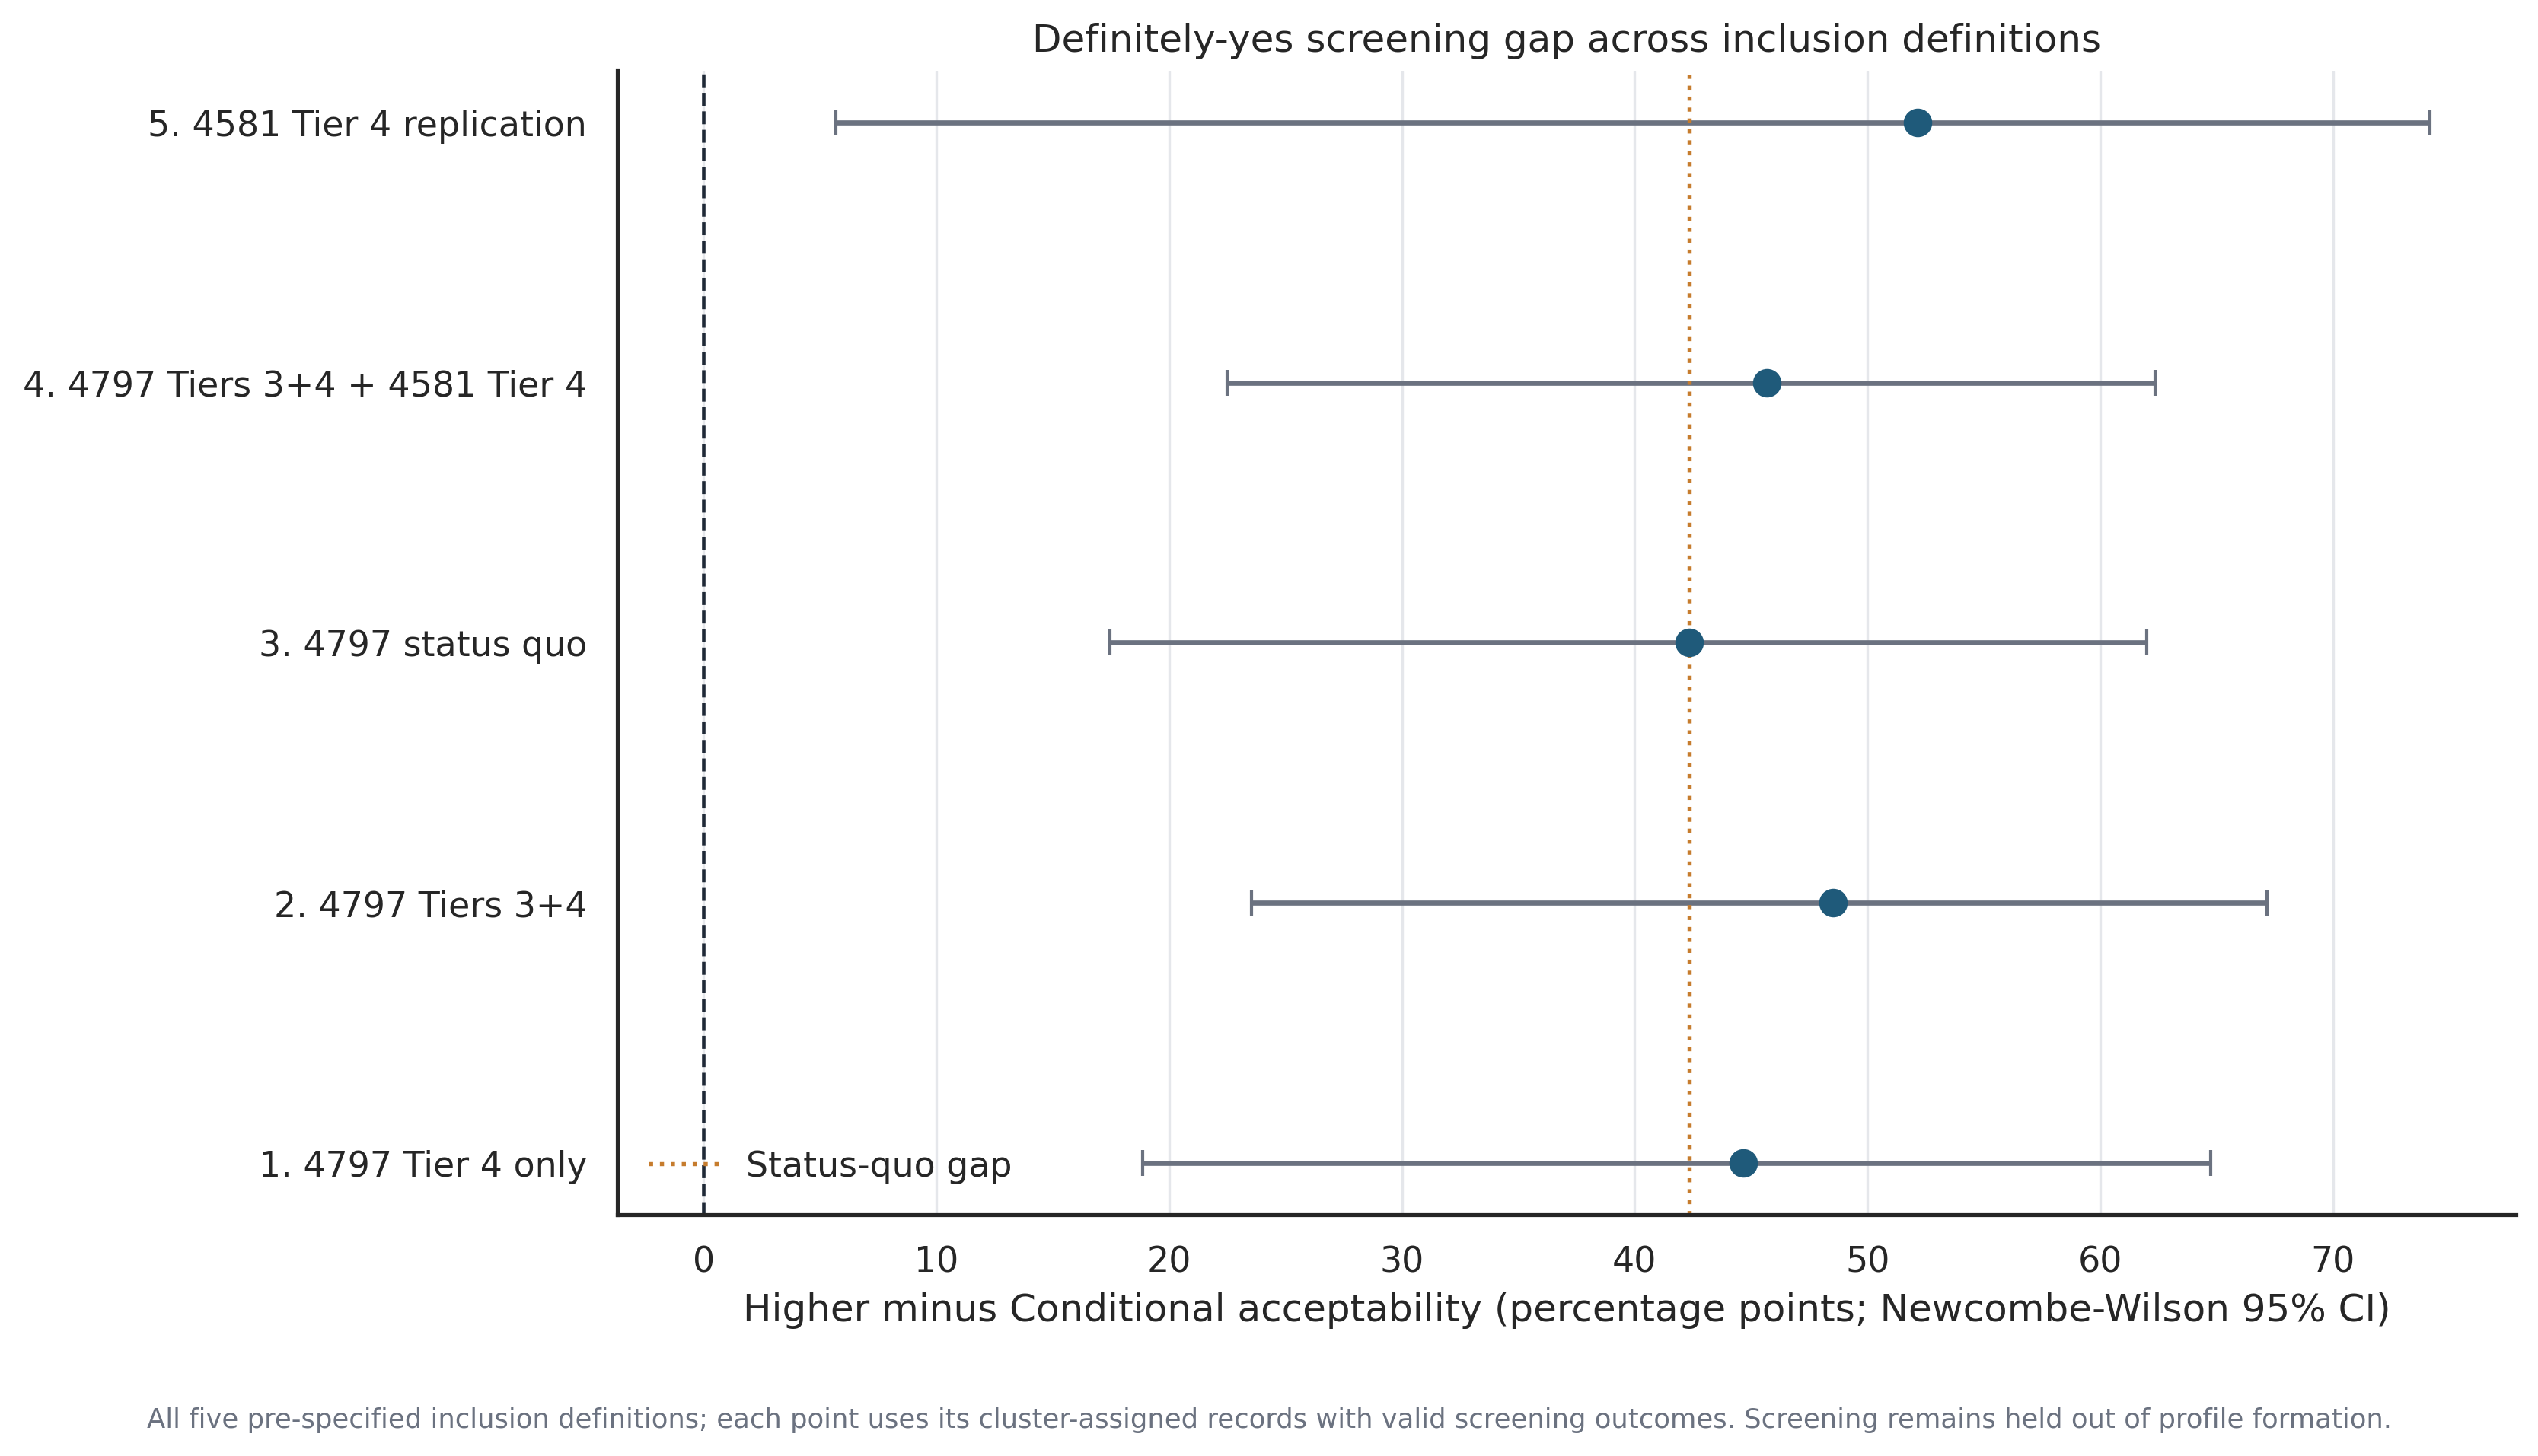 Definitely-yes screening gap across inclusion definitions
5. 4581 Tier 4 replication
4. 4797 Tiers 3+4 + 4581 Tier 4
3. 4797 status quo
2. 4797 Tiers 3+4
1. 4797 Tier 4 only
Status-quo gap
0 10 20 30 40 50 60 70
Higher minus Conditional acceptability (percentage points; Newcombe-Wilson 95% CI)
All five pre-specified inclusion definitions; each point uses its cluster-assigned records with valid screening outcomes. Screening remains held out of profile formation.